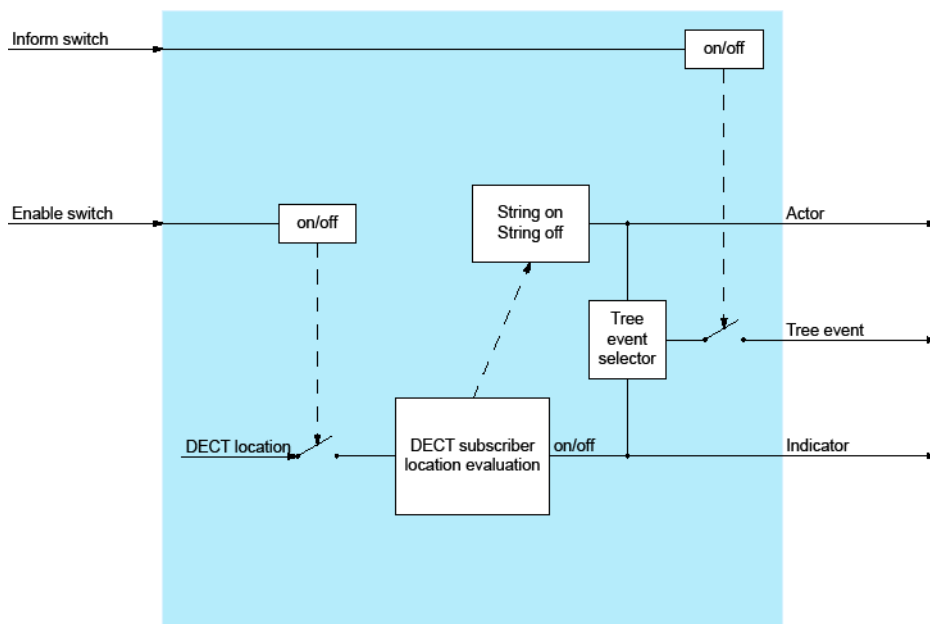 Inform switch
on/off
Enable switch
on/off
String on
String off
Actor
Tree
event
selector
Tree event
DECT location
DECT subscriber
location evaluation
on/off
Indicator